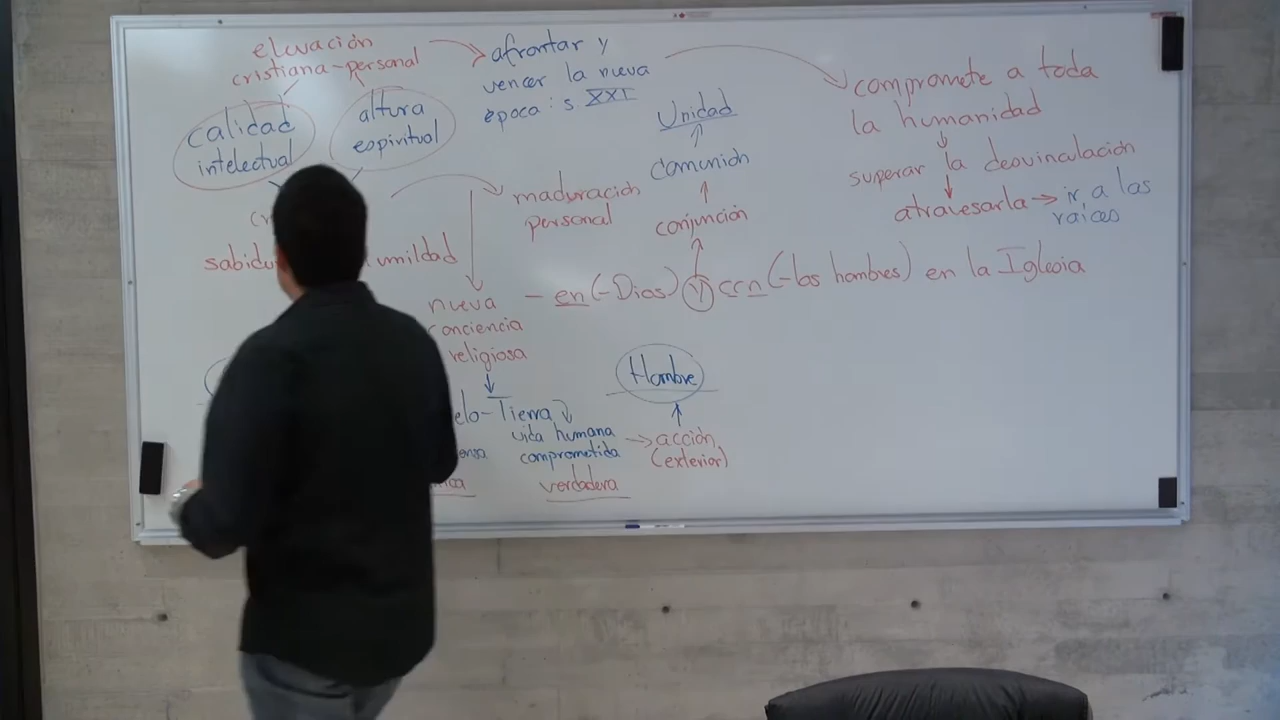 elevación
cristiana-personal
calidad
intelectual
altura
espiritual
afrontar y
vencer la nueva
época: s XXI
Unidad
comunión
conjunción
compromete a toda
la humanidad
superar la desvinculación
atravesarla → ir a las
raíces
maduración
personal
nueva
conciencia
religiosa
- en (-Dios) Y con (-los hombres) en la Iglesia
Tierra
vida humana
comprometida
verdadera
Hombre
acción
(exterior)